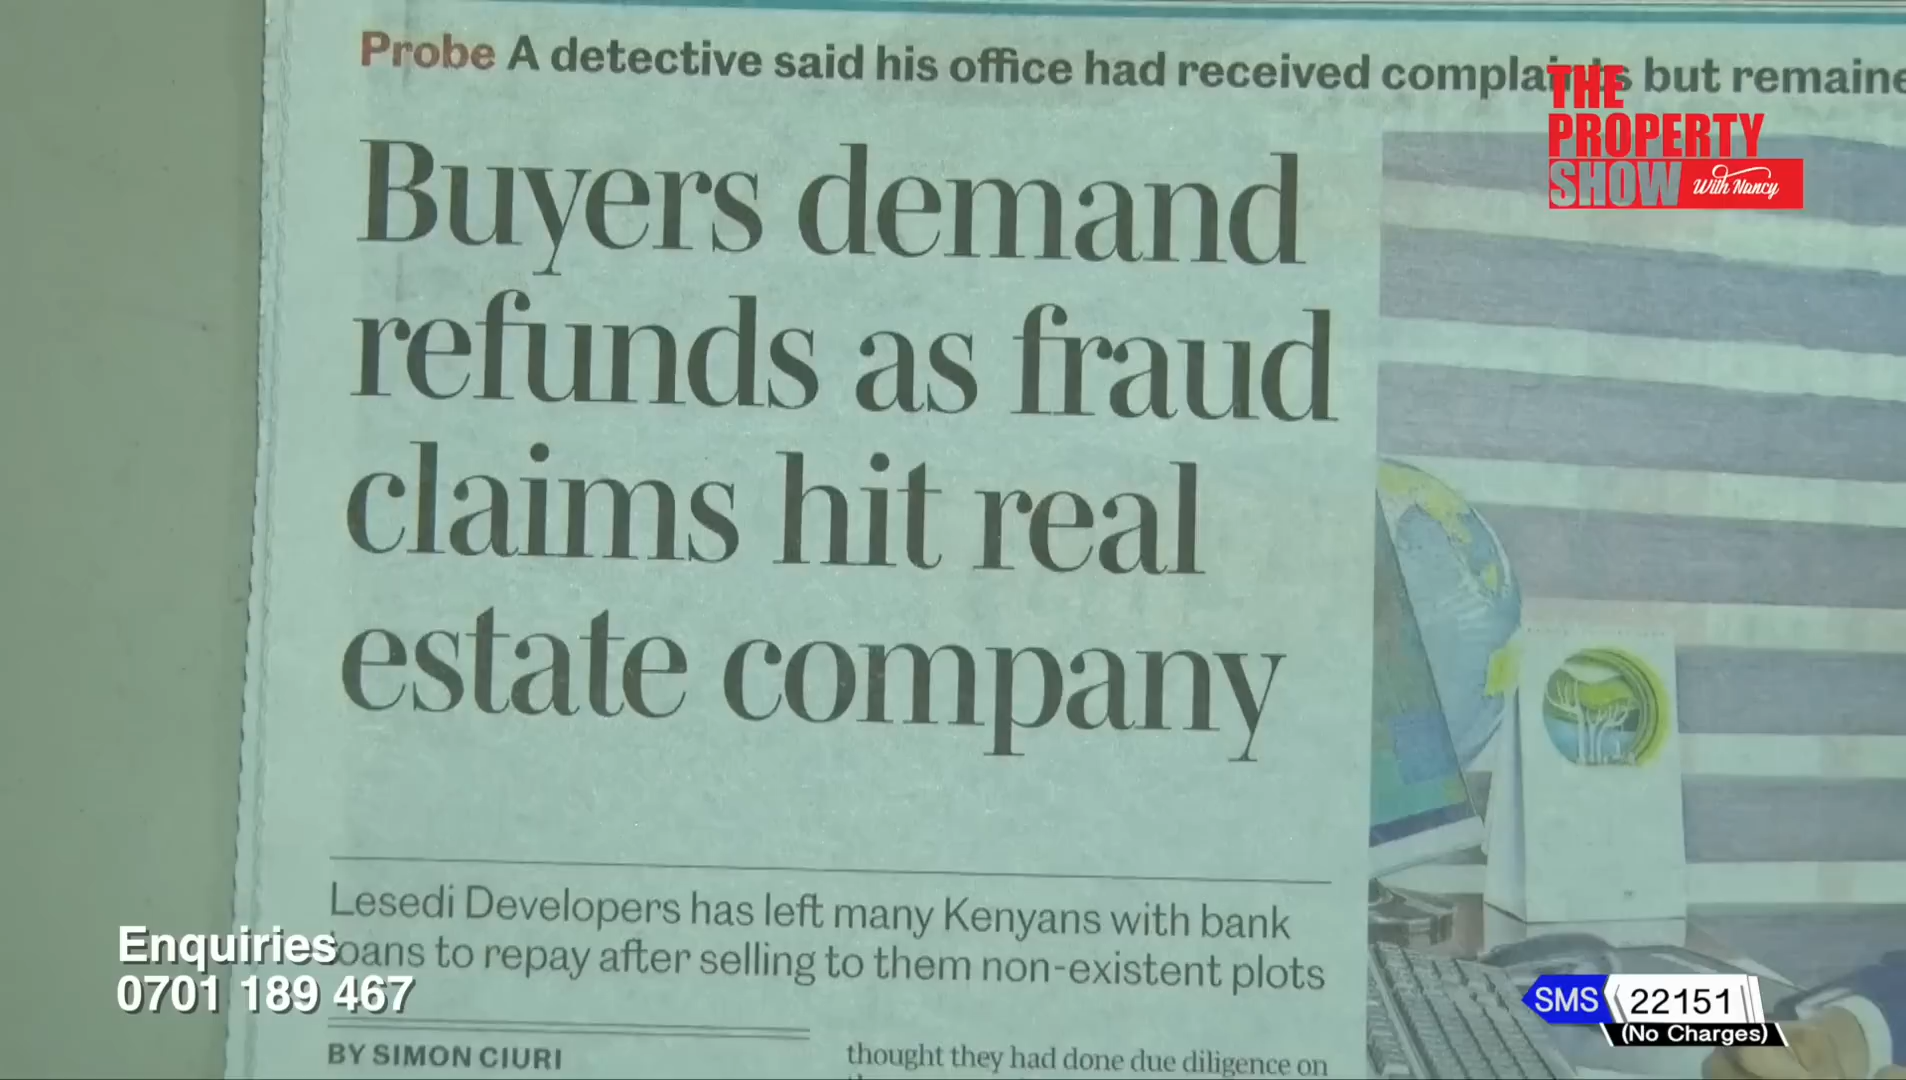 Probe A detective said his office had received complaints but remaine
THE
PROPERTY
SHOW With Nancy
Buyers demand
refunds as fraud
claims hit real
estate company
Lesedi Developers has left many Kenyans with bank
loans to repay after selling to them non-existent plots
Enquiries
0701 189 467
BY SIMON CIURI
thought they had done due diligence on
SMS 22151
(No Charges)